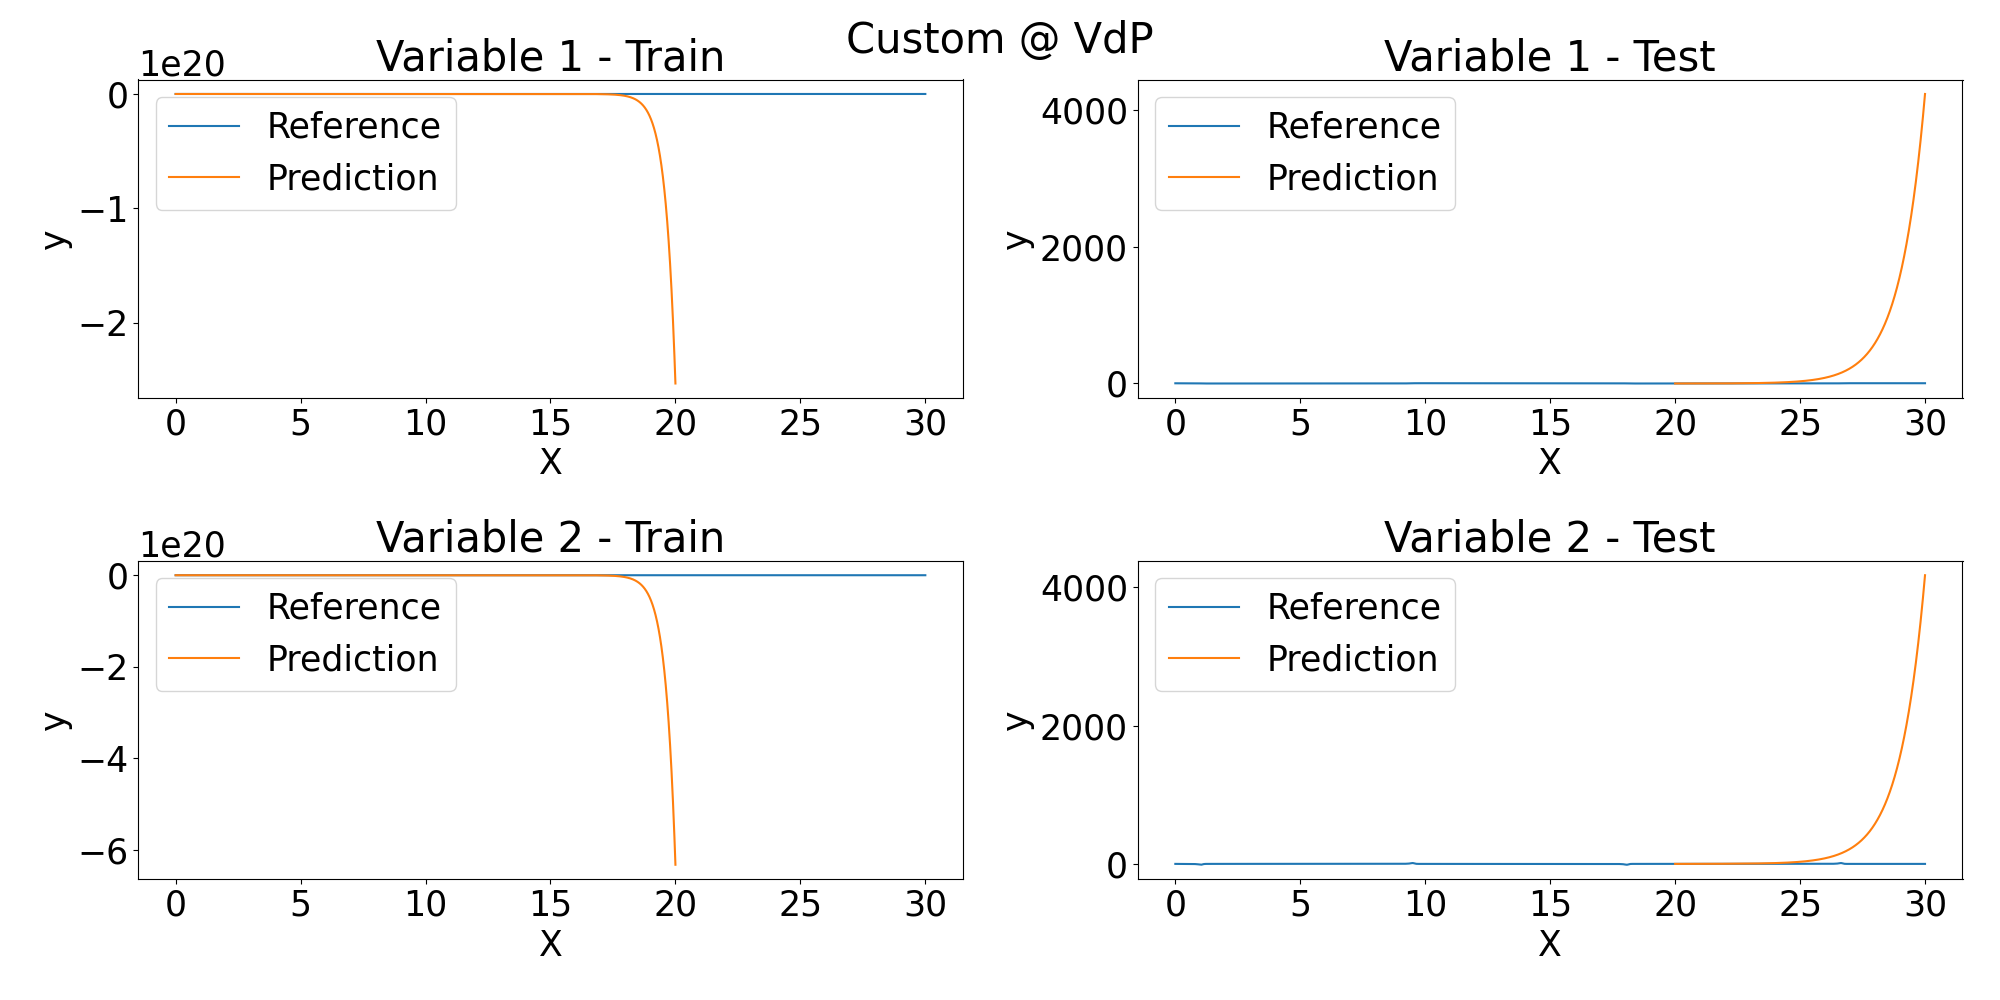 Custom @ VdP
Variable 1 - Train
1e20
0
−1
−2
y
Reference
Prediction
0 5 10 15 20 25 30
X
Variable 1 - Test
4000
2000
0
y
Reference
Prediction
0 5 10 15 20 25 30
X
Variable 2 - Train
1e20
0
−2
−4
−6
y
Reference
Prediction
0 5 10 15 20 25 30
X
Variable 2 - Test
4000
2000
0
y
Reference
Prediction
0 5 10 15 20 25 30
X